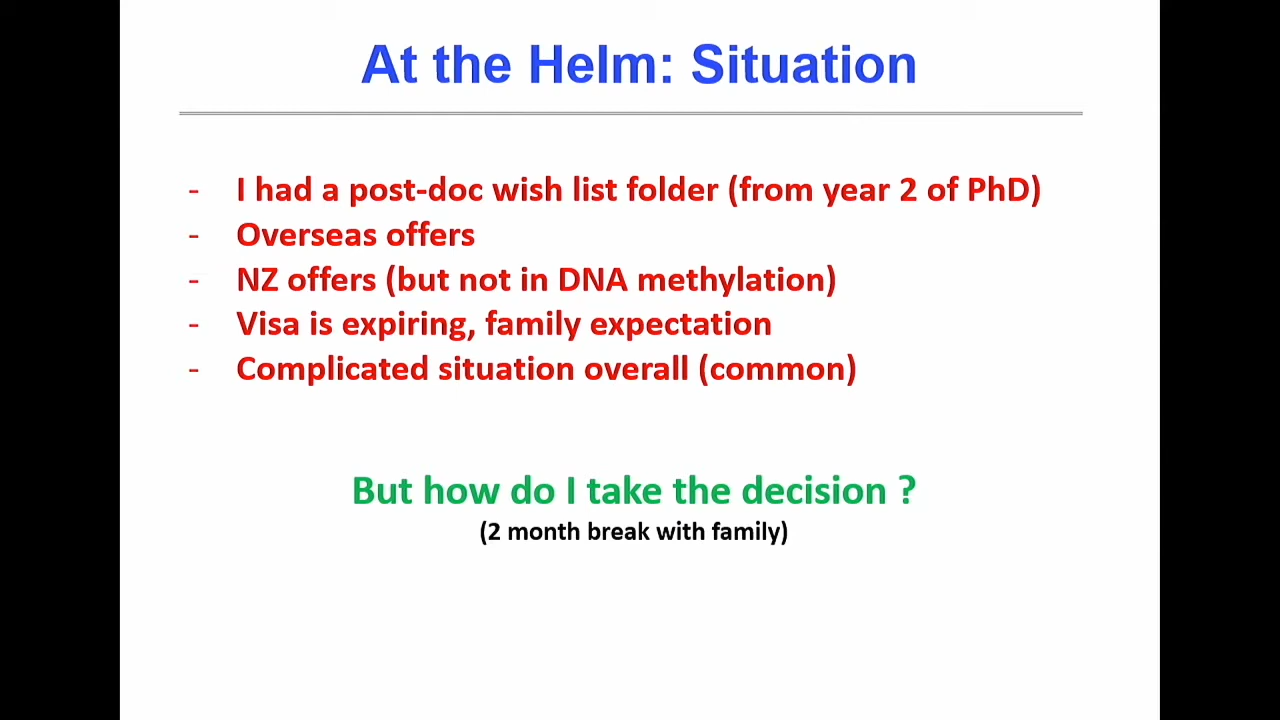 At the Helm: Situation
- I had a post-doc wish list folder (from year 2 of PhD)
- Overseas offers
- NZ offers (but not in DNA methylation)
- Visa is expiring, family expectation
- Complicated situation overall (common)
But how do I take the decision ?
(2 month break with family)